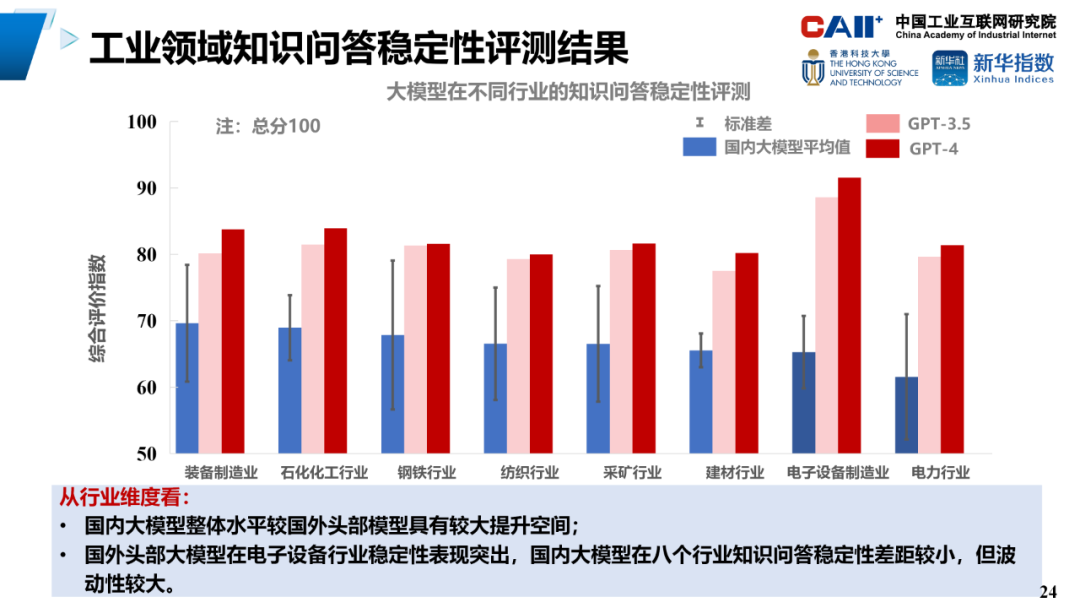 工业领域知识问答稳定性评测结果
CAII+
中国工业互联网研究院
China Academy of Industrial Internet
香港科技大學
THE HONG KONG
UNIVERSITY OF SCIENCE
AND TECHNOLOGY
新华社
新华指数
Xinhua Indices
大模型在不同行业的知识问答稳定性评测
注：总分100
标准差
GPT-3.5
国内大模型平均值
GPT-4
综合评价指数
100
90
80
70
60
50
装备制造业 石化化工行业 钢铁行业 纺织行业 采矿行业 建材行业 电子设备制造业 电力行业
从行业维度看：
• 国内大模型整体水平较国外头部模型具有较大提升空间；
• 国外头部大模型在电子设备行业稳定性表现突出，国内大模型在八个行业知识问答稳定性差距较小，但波
动性较大。
24